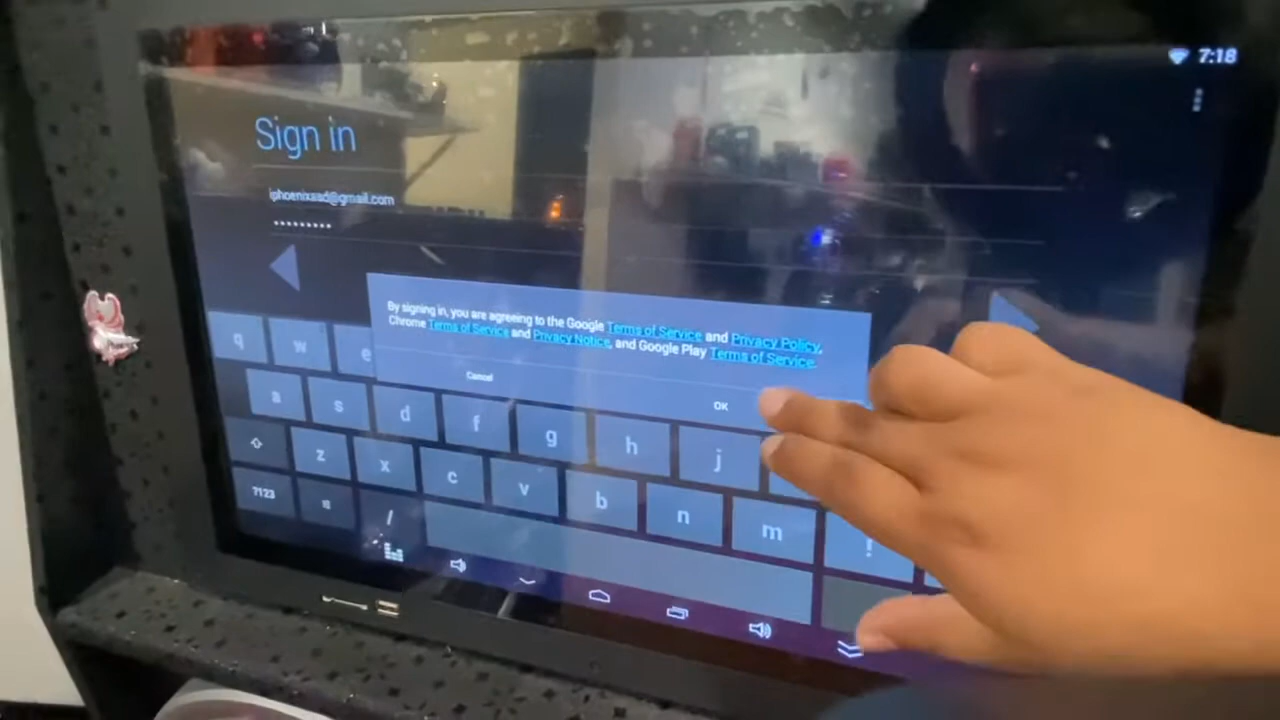 7:18
Sign in
iphoenixaad@gmail.com
•••••••••
By signing in, you are agreeing to the Google Terms of Service and Privacy Policy,
Chrome Terms of Service and Privacy Notice, and Google Play Terms of Service.
Cancel
OK
q w e
a s d f g h j
z x c v b n m !
?123 /